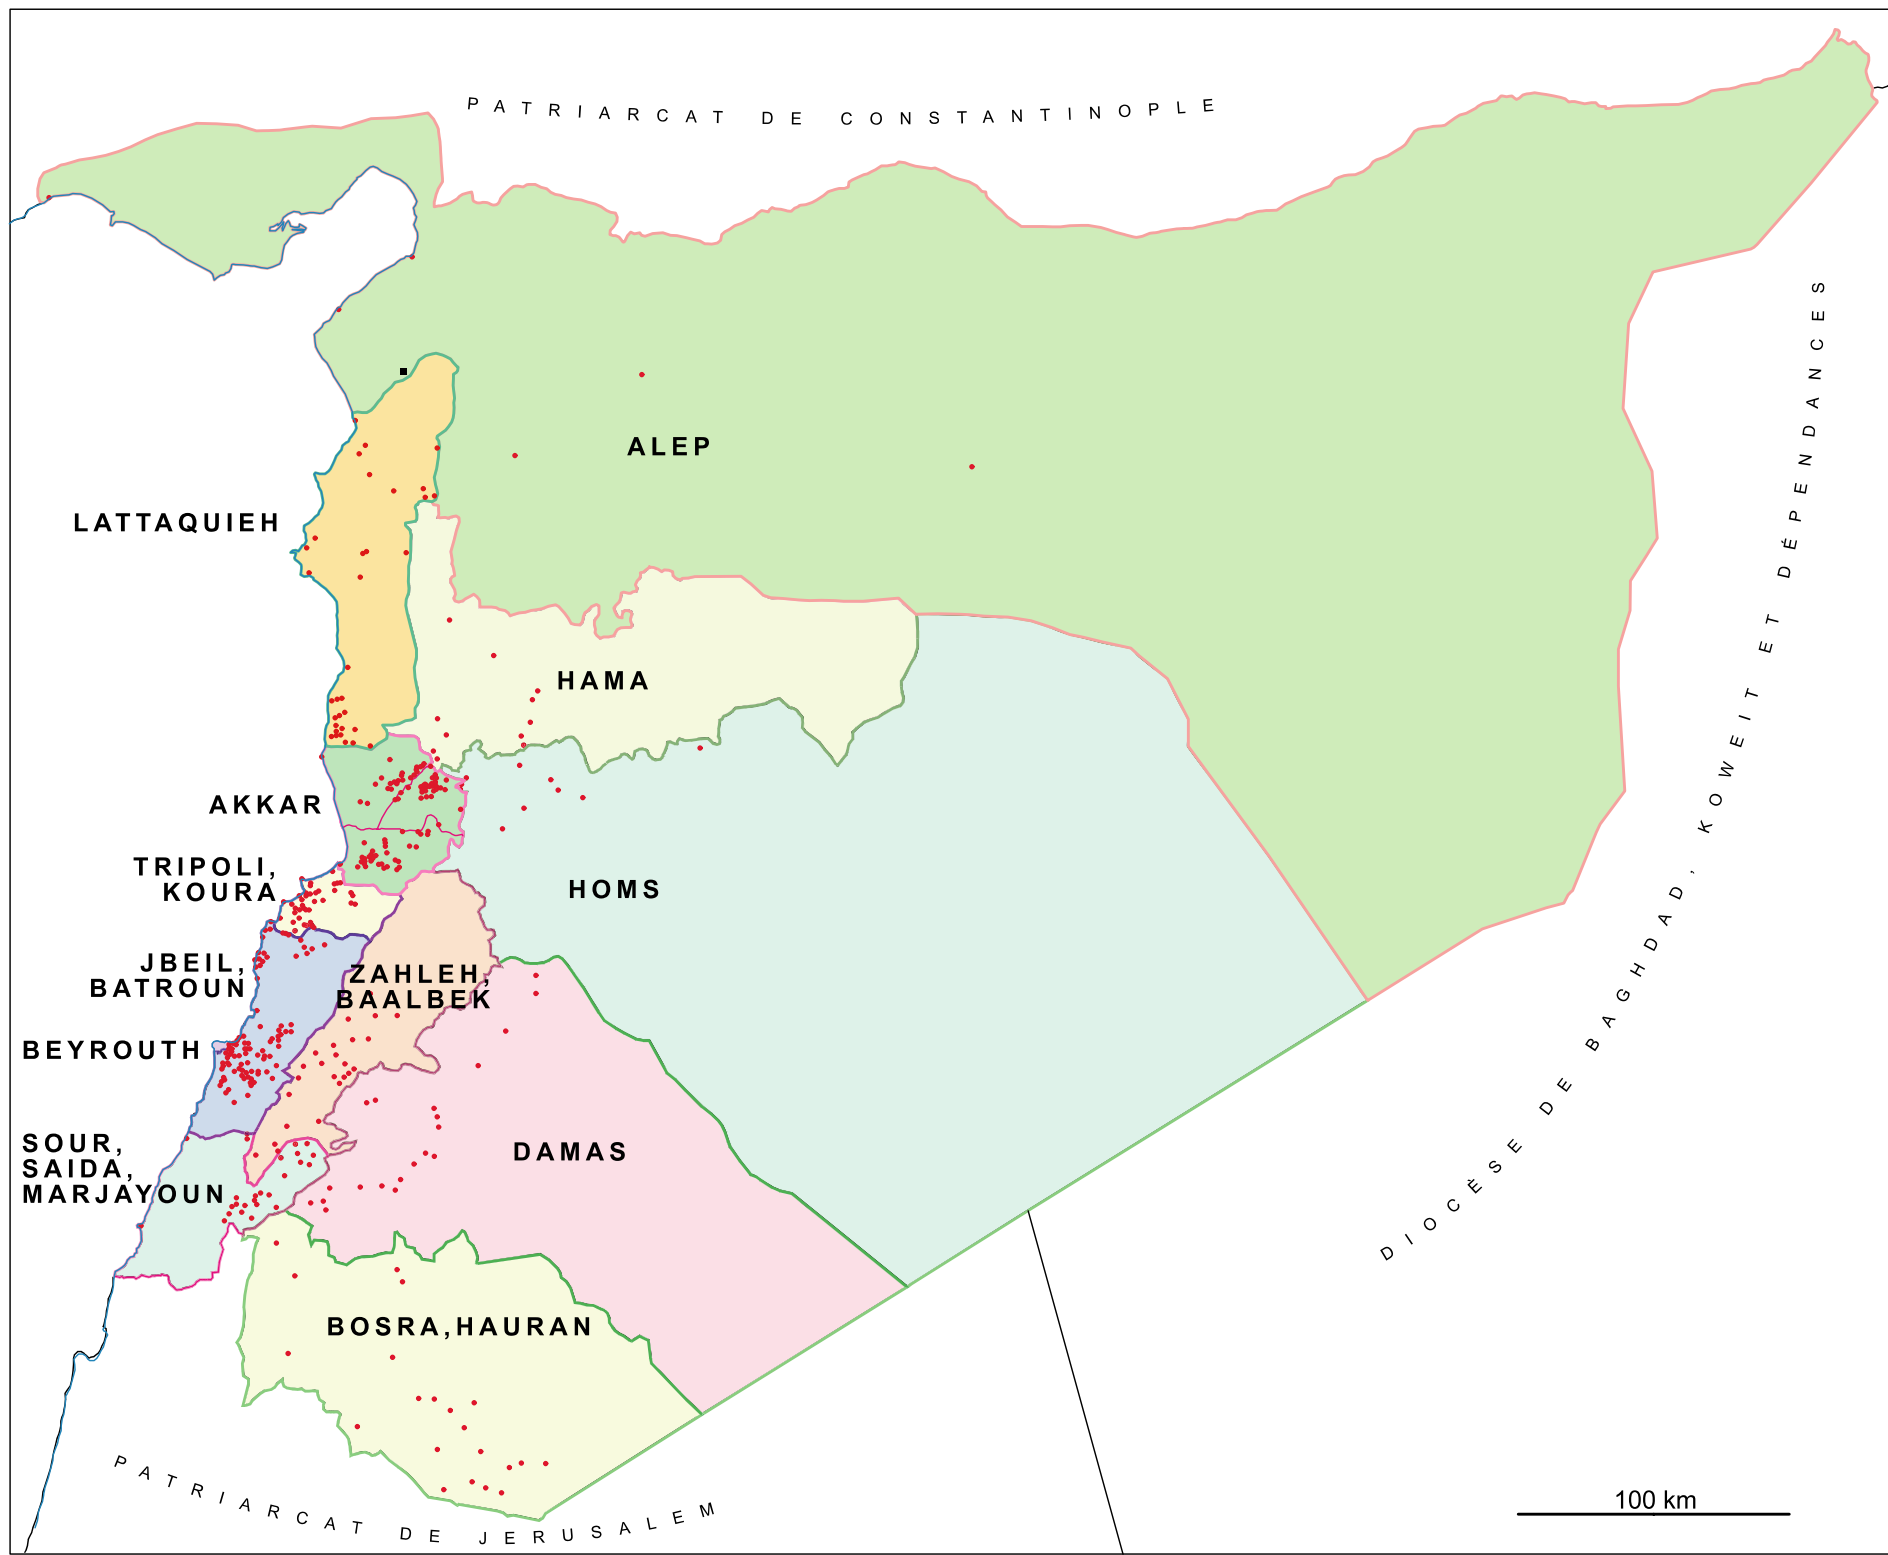 PATRIARCAT DE CONSTANTINOPLE
ALEP
LATTAQUIEH
HAMA
AKKAR
TRIPOLI,
KOURA
HOMS
JBEIL,
BATROUN
ZAHLEH,
BAALBEK
BEYROUTH
SOUR,
SAIDA,
MARJAYOUN
DAMAS
BOSRA,HAURAN
DIOCÈSE DE BAGHDAD, KOWEIT ET DÉPENDANCES
PATRIARCAT DE JERUSALEM
100 km